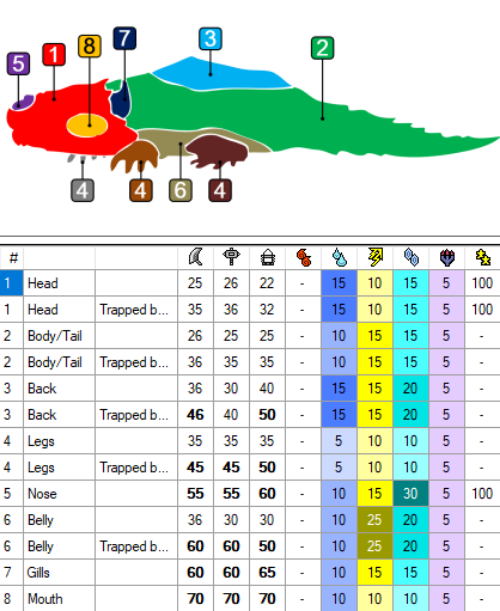 7
3
2
8
1
5
4
4
6
4
#
1 Head 25 26 22 - 15 10 15 5 100
1 Head Trapped b... 35 36 32 - 15 10 15 5 100
2 Body/Tail 26 25 25 - 10 15 15 5 -
2 Body/Tail Trapped b... 36 35 35 - 10 15 15 5 -
3 Back 36 30 40 - 15 15 20 5 -
3 Back Trapped b... 46 40 50 - 15 15 20 5 -
4 Legs 35 35 35 - 5 10 10 5 -
4 Legs Trapped b... 45 45 50 - 5 10 10 5 -
5 Nose 55 55 60 - 10 15 30 5 100
6 Belly 36 30 30 - 10 25 20 5 -
6 Belly Trapped b... 60 60 50 - 10 25 20 5 -
7 Gills 60 60 65 - 10 15 15 5 -
8 Mouth 70 70 70 - 10 10 10 5 -